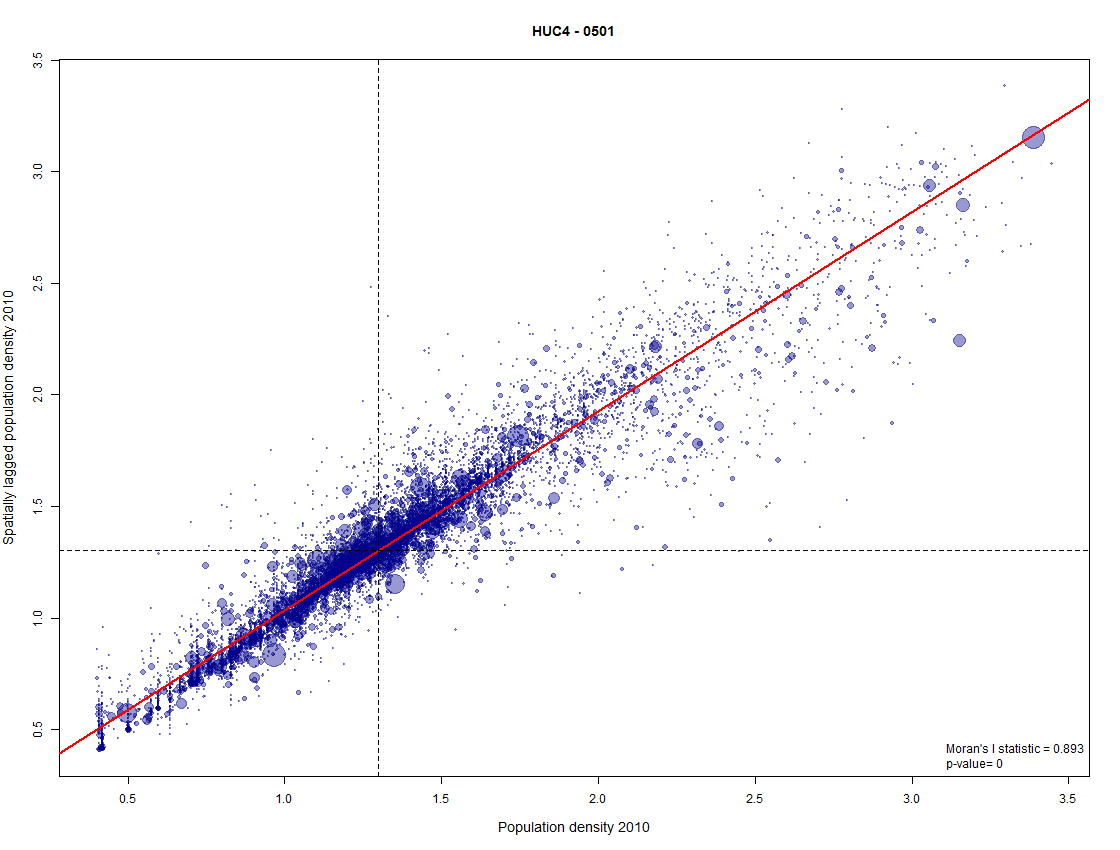 HUC4 - 0501
Spatially lagged population density 2010
3.5
3.0
2.5
2.0
1.5
1.0
0.5
Moran's I statistic = 0.893
p-value= 0
0.5 1.0 1.5 2.0 2.5 3.0 3.5
Population density 2010